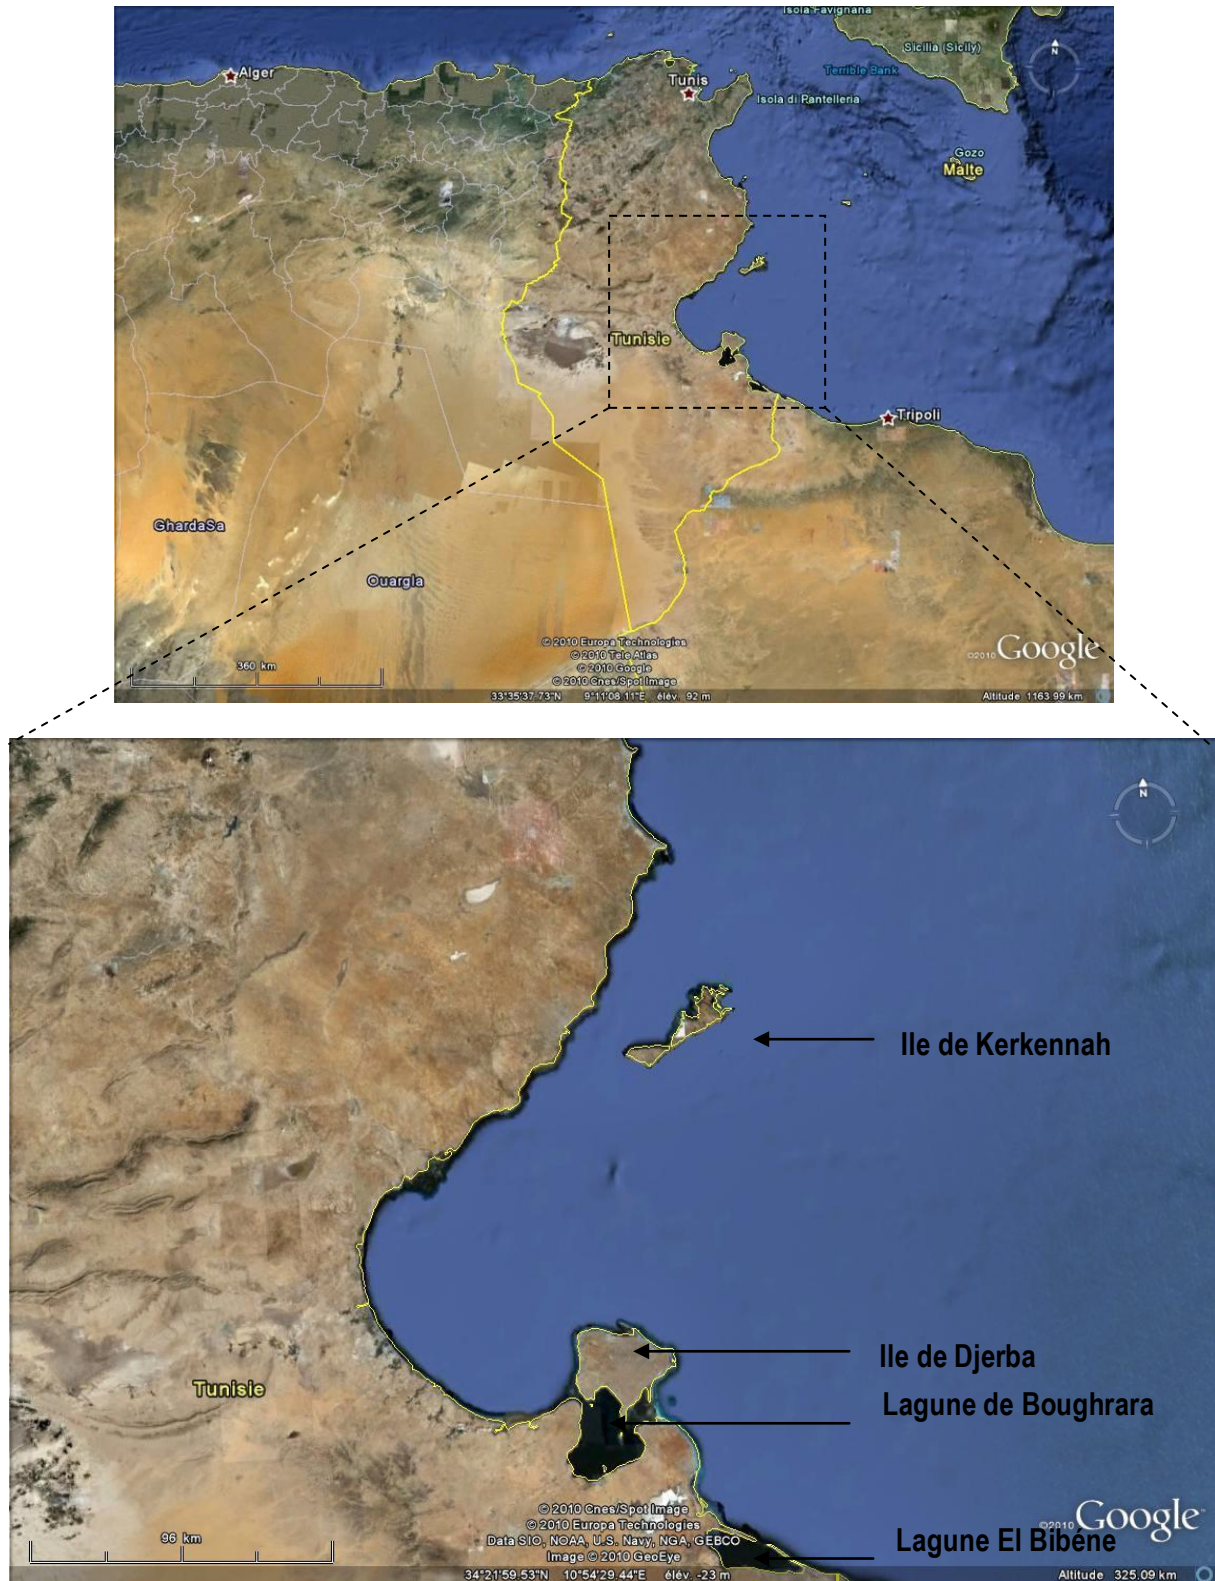 Isola Favignana
Sicilia (Sicily)
Alger
Tunis
Terrible Bank
Isola di Pantelleria
N
Gozo
Malte
Tunisie
Tripoli
GhardaSa
Ouargla
© 2010 Europa Technologies
© 2010 Tele Atlas
© 2010 Google
© 2010 Cnes/Spot Image
©2010 Google
360 km
33°35'37.73"N 9°11'08.11"E élév. 92 m
Altitude 1163.99 km
N
Ile de Kerkennah
Ile de Djerba
Lagune de Boughrara
Tunisie
© 2010 Cnes/Spot Image
© 2010 Europa Technologies
Data SIO, NOAA, U.S. Navy, NGA, GEBCO
Image © 2010 GeoEye
©2010 Google
Lagune El Bibéne
96 km
34°21'59.53"N 10°54'29.44"E élév. -23 m
Altitude 325.09 km